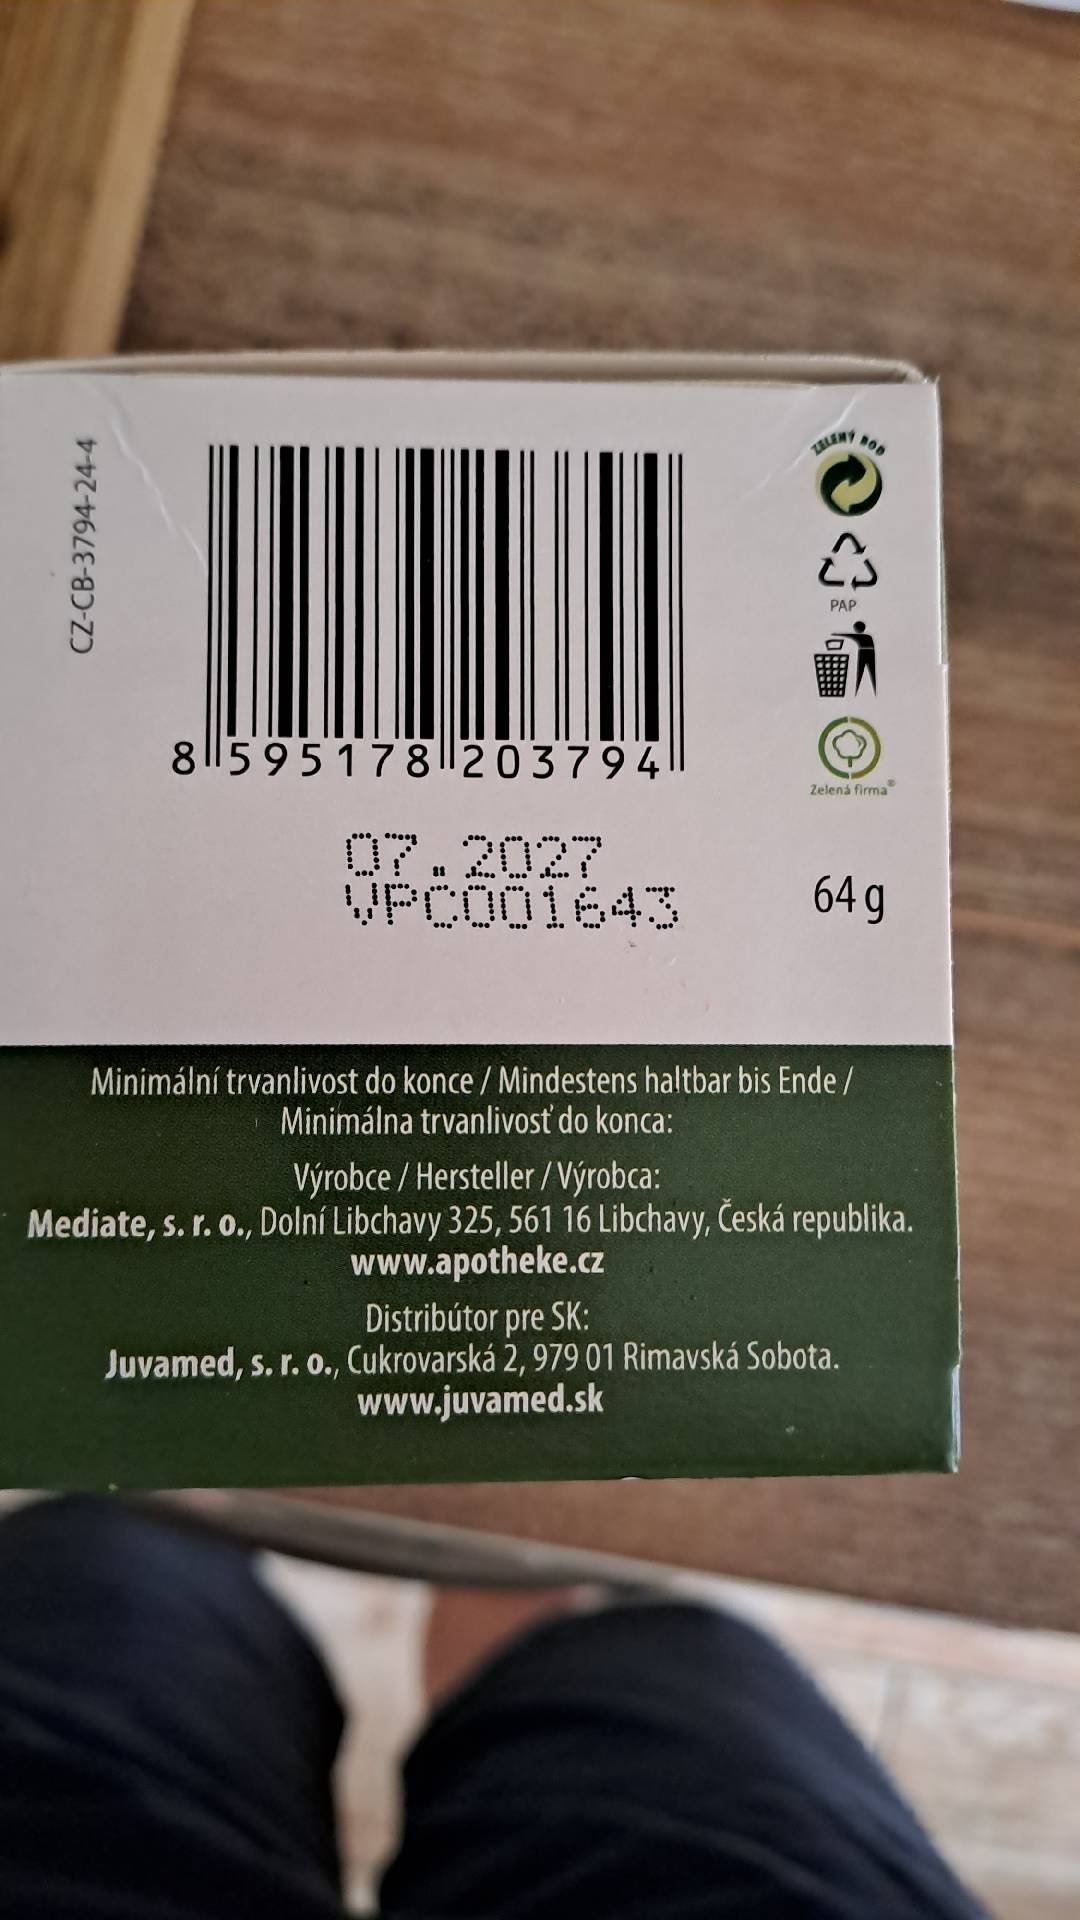 CZ-CB-3794-24-4
ZELENÝ BOD
PAP
8 595178 203794
Zelená firma®
07.2027
VPC001643
64 g
Minimální trvanlivost do konce / Mindestens haltbar bis Ende /
Minimálna trvanlivosť do konca:
Výrobce / Hersteller / Výrobca:
Mediate, s. r. o., Dolní Libchavy 325, 561 16 Libchavy, Česká republika.
www.apotheke.cz
Distribútor pre SK:
Juvamed, s. r. o., Cukrovarská 2, 979 01 Rimavská Sobota.
www.juvamed.sk